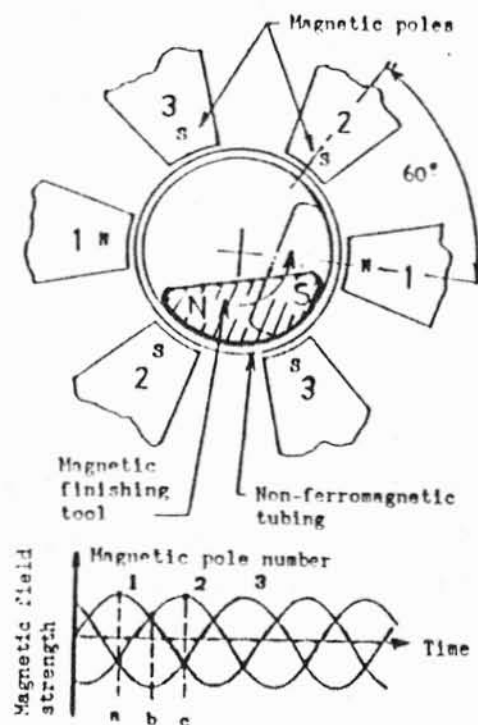 Magnetic poles
3
S
2
S
60°
1 N
N 1
N
S
S
2
S
3
Magnetic
finishing
tool
Non-ferromagnetic
tubing
Magnetic pole number
1 2 3
Magnetic field
strength
Time
a b c